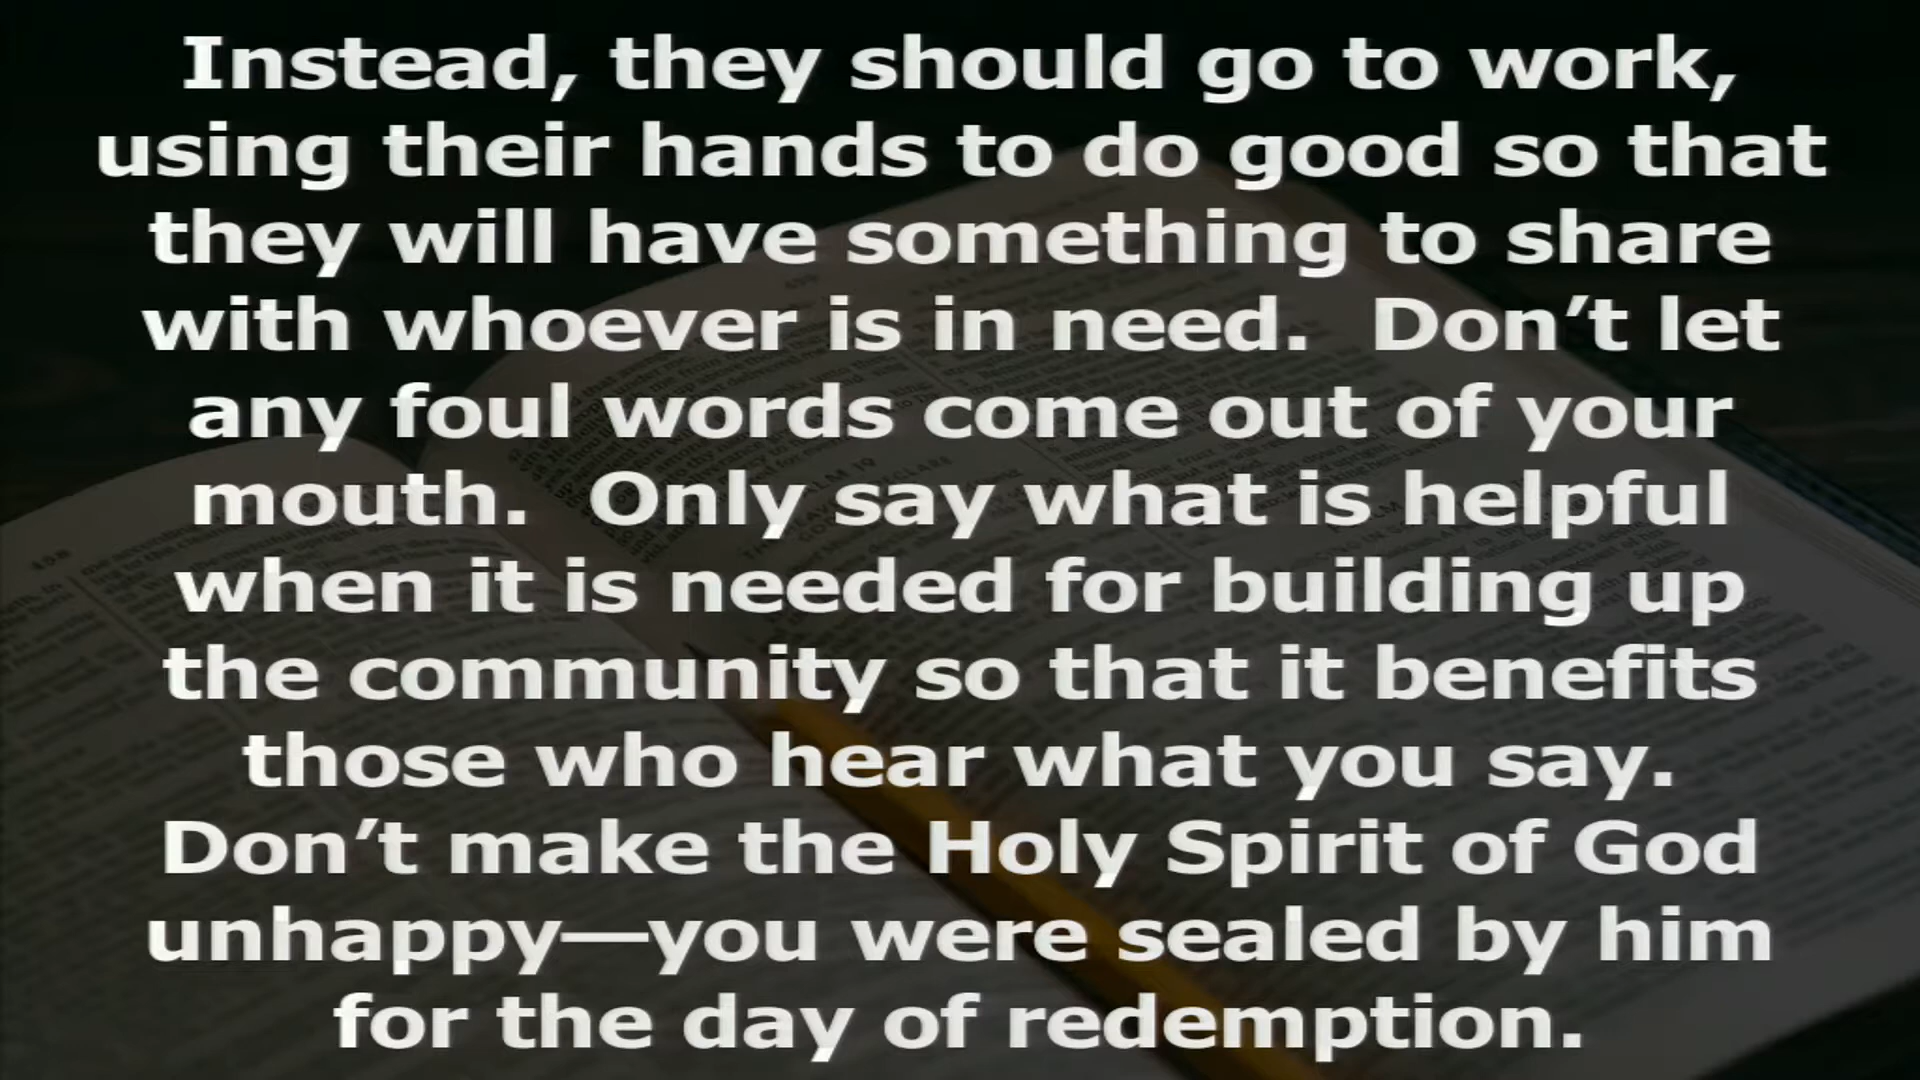 Instead, they should go to work,
using their hands to do good so that
they will have something to share
with whoever is in need.  Don’t let
any foul words come out of your
mouth.  Only say what is helpful
when it is needed for building up
the community so that it benefits
those who hear what you say.
Don’t make the Holy Spirit of God
unhappy—you were sealed by him
for the day of redemption.